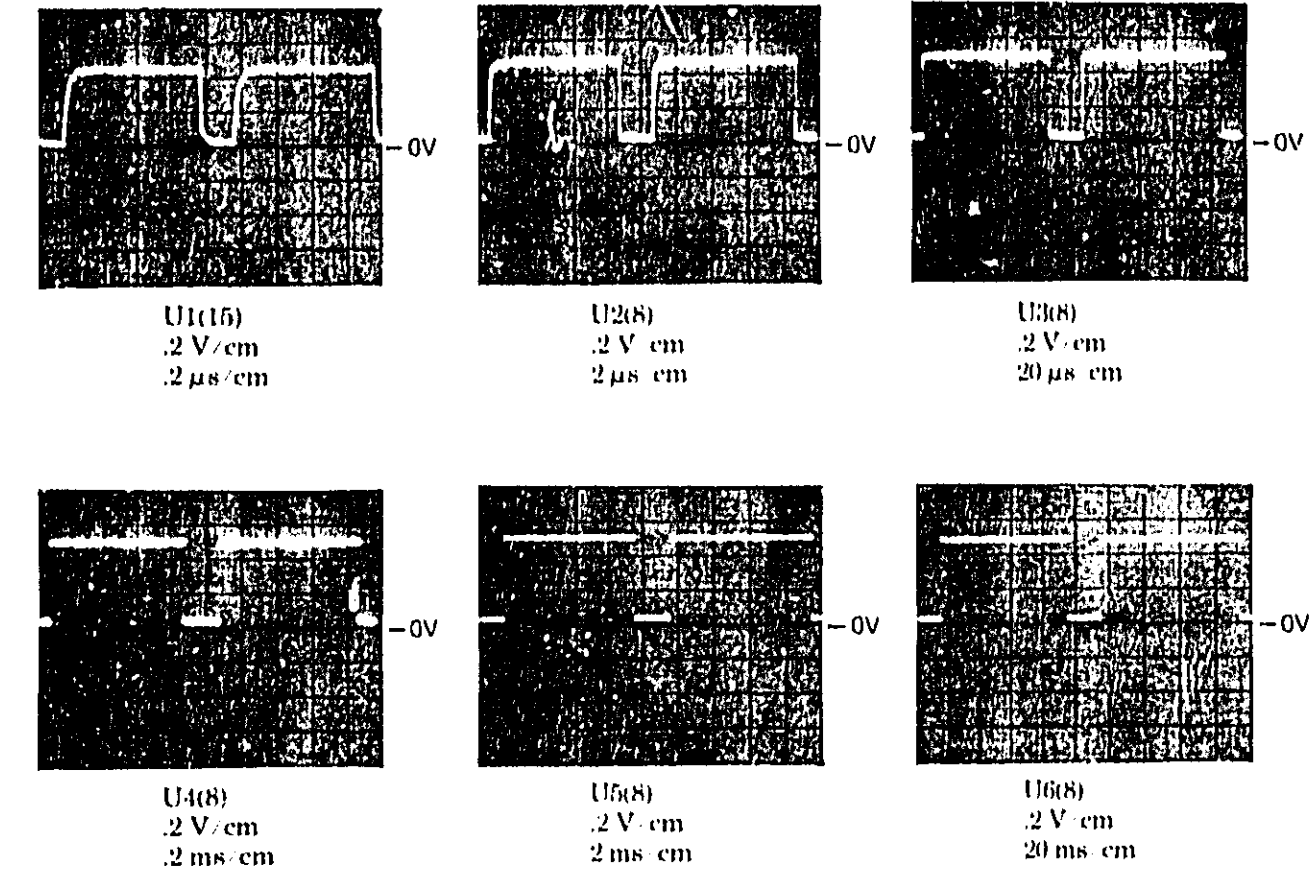 — 0V
— 0V
— 0V
U1(15)
.2 V/cm
.2 μs/cm
U2(8)
.2 V cm
2 μs cm
U3(8)
.2 V/cm
20 μs cm
— 0V
— 0V
— 0V
U4(8)
.2 V/cm
.2 ms/cm
U5(8)
.2 V/cm
2 ms cm
U6(8)
.2 V cm
20 ms cm